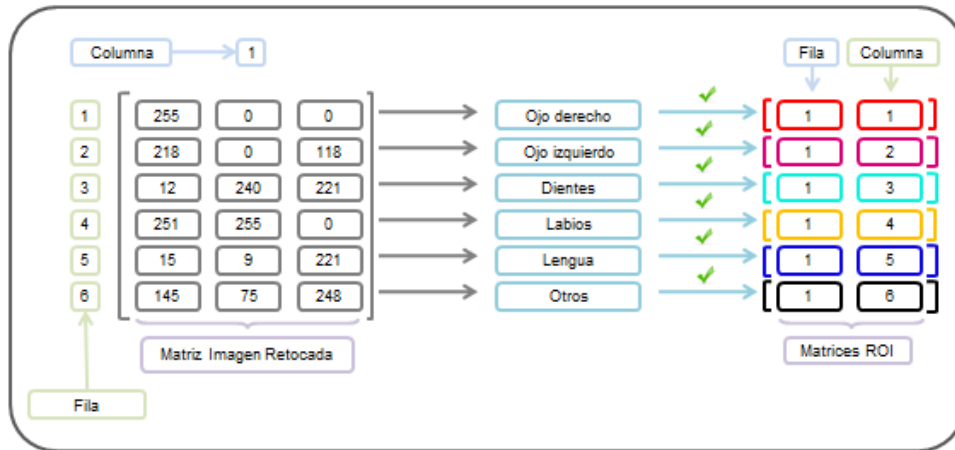 Columna 1 Fila Columna
1 255 0 0 Ojo derecho 1 1
2 218 0 118 Ojo izquierdo 1 2
3 12 240 221 Dientes 1 3
4 251 255 0 Labios 1 4
5 15 9 221 Lengua 1 5
6 145 75 248 Otros 1 6
Matriz Imagen Retocada Matrices ROI
Fila